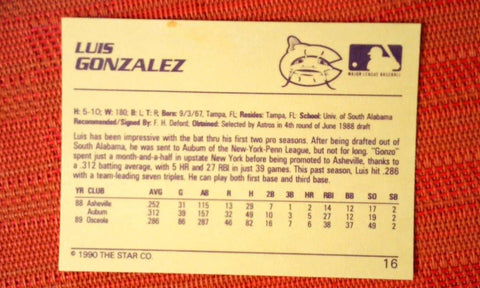 LUIS
GONZALEZ
MAJOR LEAGUE BASEBALL
H: 5-10; W: 180; B: L; T: R; Born: 9/3/67, Tampa, FL; Resides: Tampa, FL; School: Univ. of South Alabama
Recommended/Signed By: F. H. Deford; Obtained: Selected by Astros in 4th round of June 1988 draft
Luis has been impressive with the bat thru his first two pro seasons. After being drafted out of
South Alabama, he was sent to Auburn of the New-York-Penn League, but not for long. "Gonzo"
spent just a month-and-a-half in upstate New York before being promoted to Asheville, thanks to
a .312 batting average, with 5 HR and 27 RBI in just 39 games. This past season, Luis hit .286
with a team-leading seven triples. He can play both first base and third base.
YR CLUB AVG G AB R H 2B 3B HR RBI BB SO SB
88 Asheville .252 31 115 13 29 7 1 2 14 12 17 2
Auburn .312 39 157 32 49 10 3 5 27 12 19 2
89 Osceola .286 86 287 46 82 16 7 6 38 37 49 2
© 1990 THE STAR CO.
16